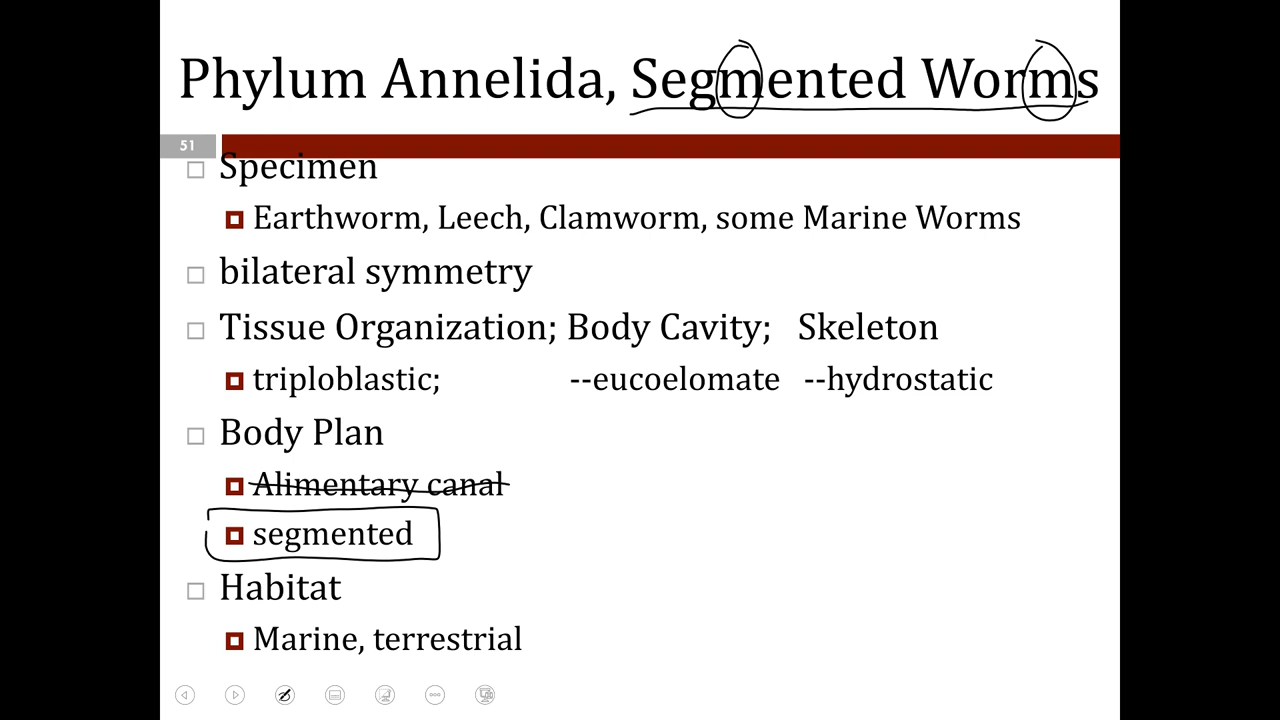 Phylum Annelida, Segmented Worms
51
Specimen
Earthworm, Leech, Clamworm, some Marine Worms
bilateral symmetry
Tissue Organization; Body Cavity; Skeleton
triploblastic; --eucoelomate --hydrostatic
Body Plan
Alimentary canal
segmented
Habitat
Marine, terrestrial